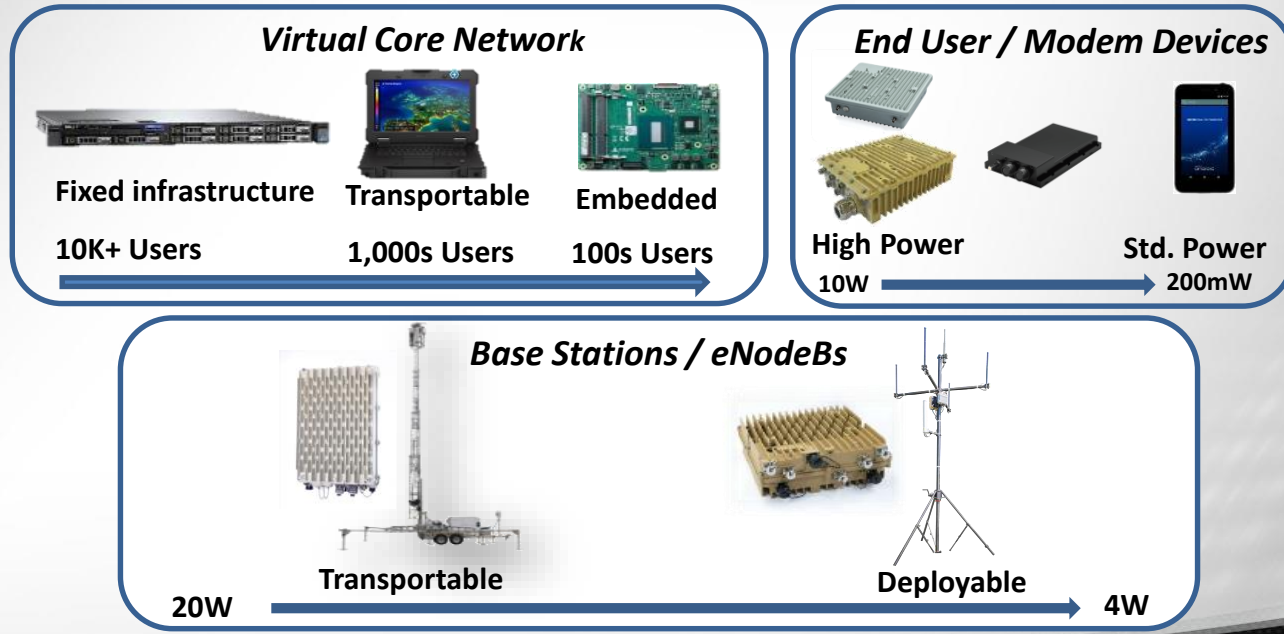 Virtual Core Network
Fixed infrastructure
Transportable
Embedded
10K+ Users
1,000s Users
100s Users
End User / Modem Devices
High Power
Std. Power
10W
200mW
Base Stations / eNodeBs
Transportable
Deployable
20W
4W